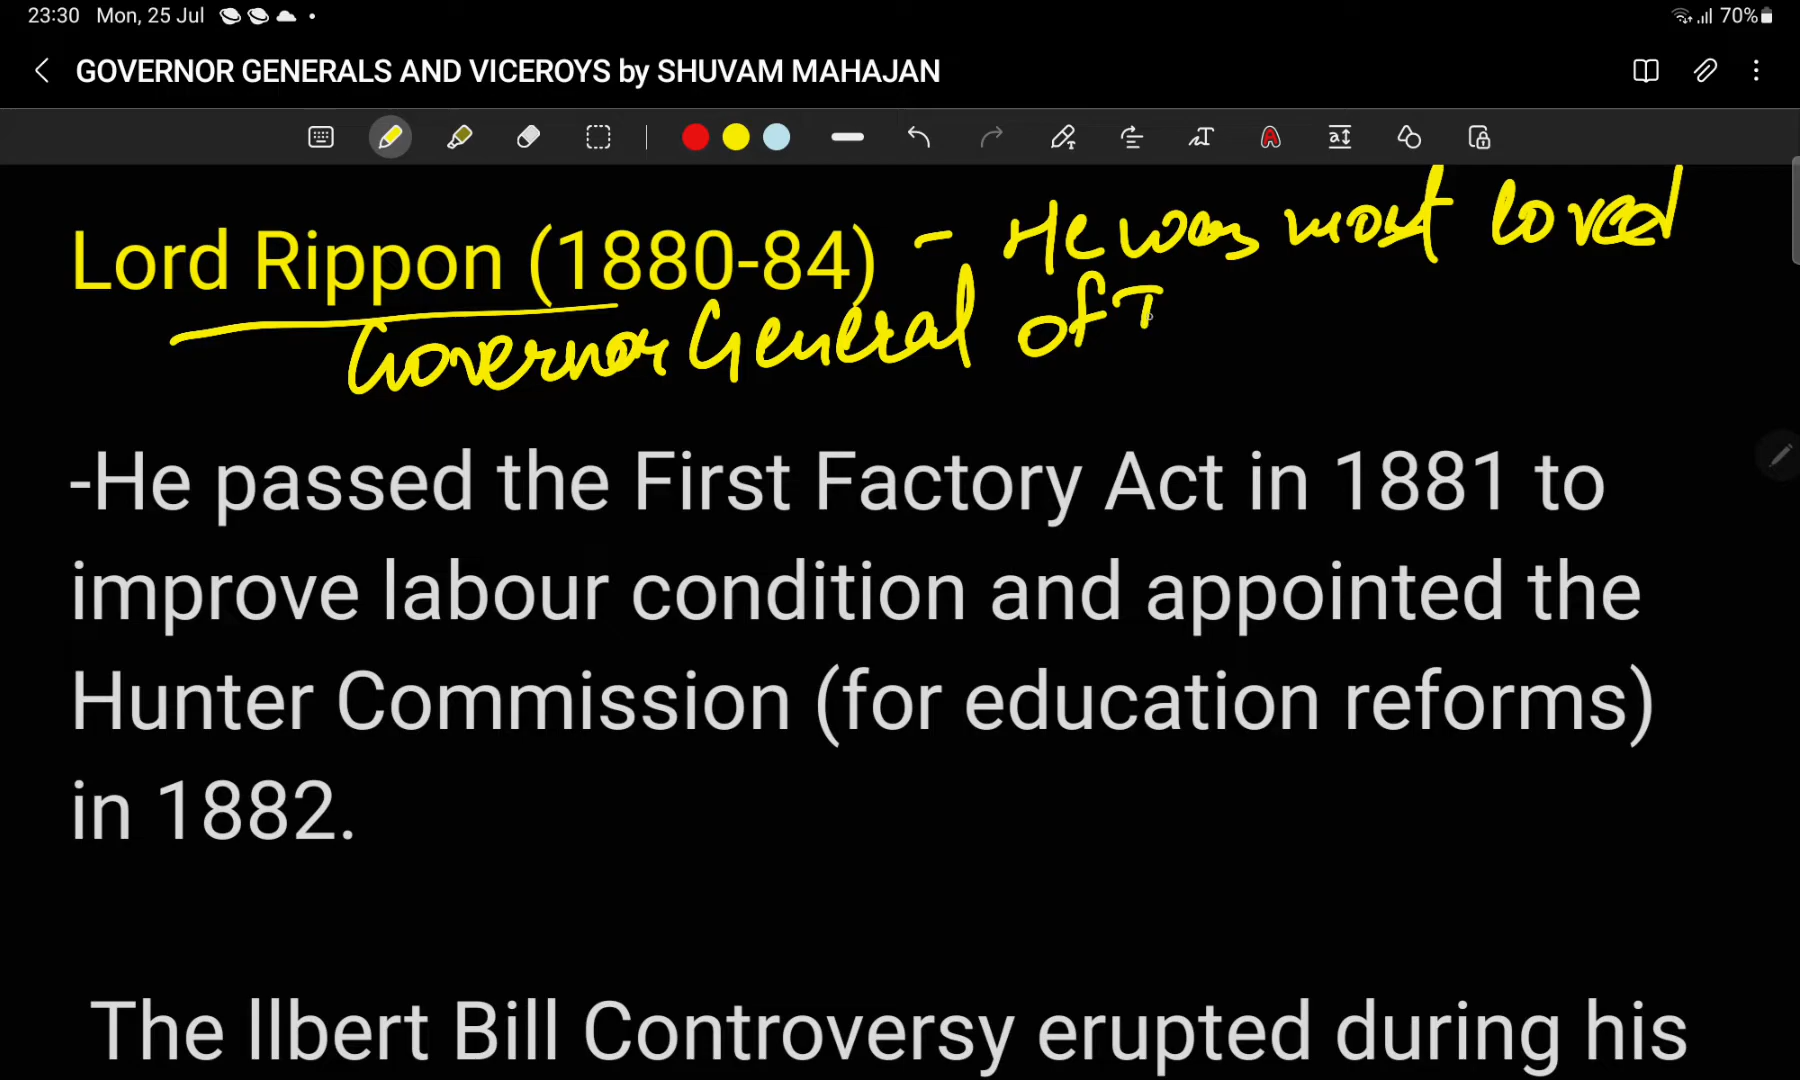 23:30 Mon, 25 Jul
70%
GOVERNOR GENERALS AND VICEROYS by SHUVAM MAHAJAN
Lord Rippon (1880-84) - He was most loved
Governor General of I
-He passed the First Factory Act in 1881 to
improve labour condition and appointed the
Hunter Commission (for education reforms)
in 1882.
The llbert Bill Controversy erupted during his